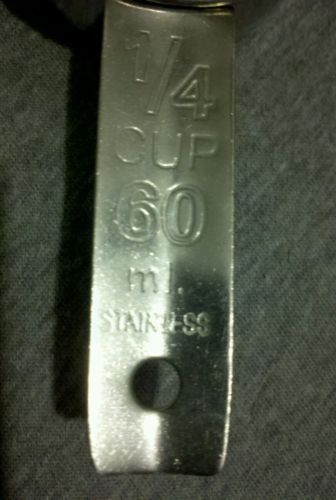 1/4
CUP
60
ml.
STAINLESS